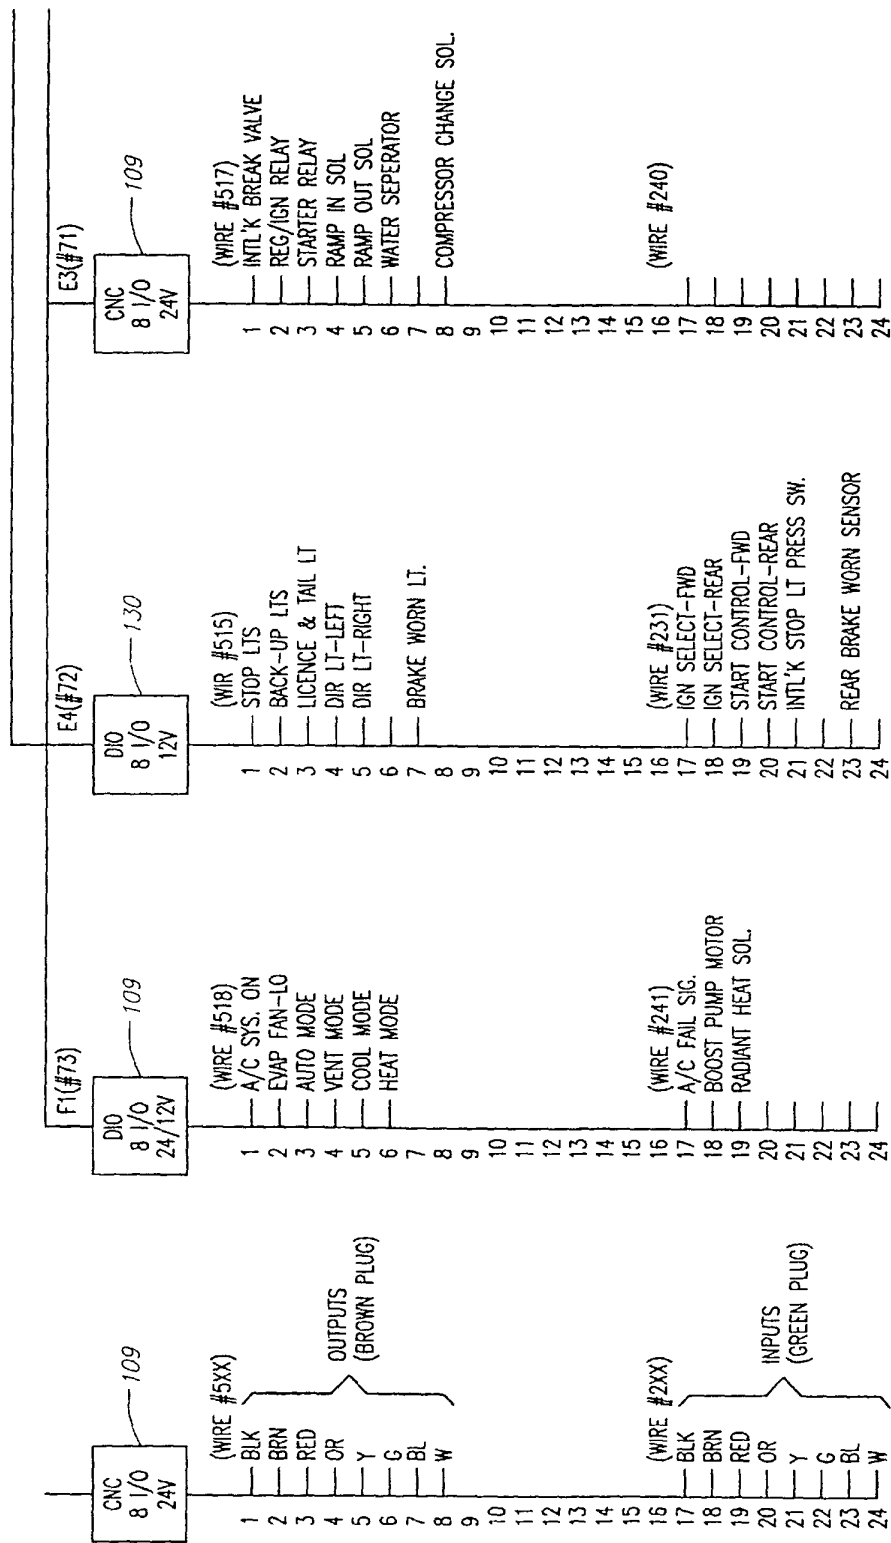 CNC
8 I/O
24V
109
(WIRE #5XX)
1 BLK
2 BRN
3 RED
4 OR
5 Y
6 G
7 BL
8 W
OUTPUTS
(BROWN PLUG)
9
10
11
12
13
14
15
16 (WIRE #2XX)
17 BLK
18 BRN
19 RED
20 OR
21 Y
22 G
23 BL
24 W
INPUTS
(GREEN PLUG)
F1(#73)
DIO
8 I/O
24/12V
109
(WIRE #518)
1 A/C SYS. ON
2 EVAP FAN-LO
3 AUTO MODE
4 VENT MODE
5 COOL MODE
6 HEAT MODE
7
8
9
10
11
12
13
14
15
16 (WIRE #241)
17 A/C FAIL SIG.
18 BOOST PUMP MOTOR
19 RADIANT HEAT SOL.
20
21
22
23
24
E4(#72)
DIO
8 I/O
12V
130
(WIR #515)
1 STOP LTS
2 BACK-UP LTS
3 LICENCE & TAIL LT
4 DIR LT-LEFT
5 DIR LT-RIGHT
6
7 BRAKE WORN LT.
8
9
10
11
12
13
14
15
16 (WIRE #231)
17 IGN SELECT-FWD
18 IGN SELECT-REAR
19 START CONTROL-FWD
20 START CONTROL-REAR
21 INTL'K STOP LT PRESS SW.
22
23 REAR BRAKE WORN SENSOR
24
E3(#71)
CNC
8 I/O
24V
109
(WIRE #517)
1 INTL'K BREAK VALVE
2 REG/IGN RELAY
3 STARTER RELAY
4 RAMP IN SOL
5 RAMP OUT SOL
6 WATER SEPERATOR
7
8 COMPRESSOR CHANGE SOL.
9
10
11
12
13
14
15
16 (WIRE #240)
17
18
19
20
21
22
23
24